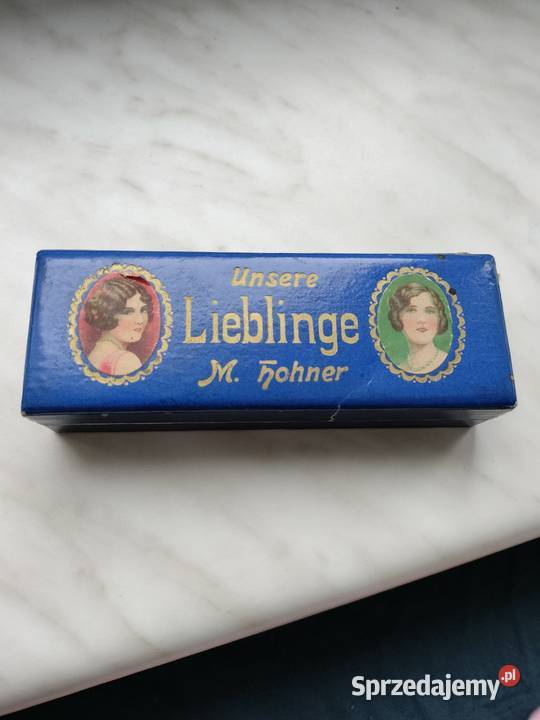 Unsere
Lieblinge
M. Hohner
Sprzedajemy.pl